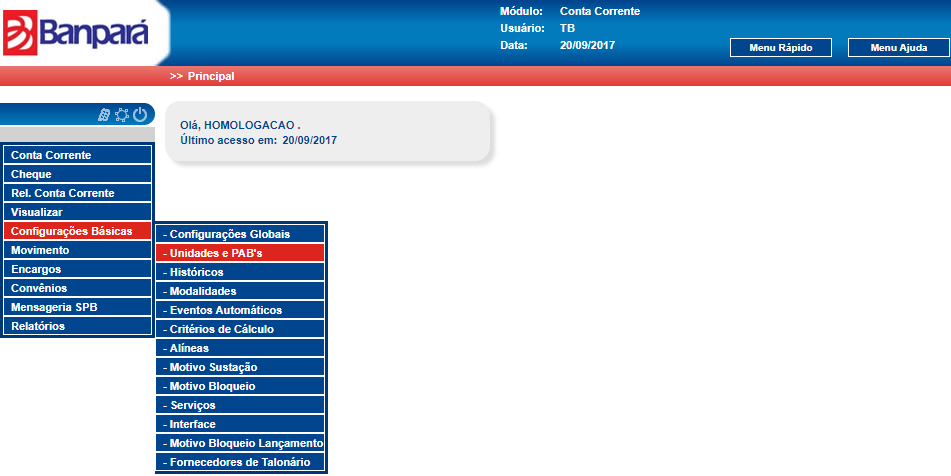 Banpará
Módulo: Conta Corrente
Usuário: TB
Data: 20/09/2017
Menu Rápido
Menu Ajuda
>> Principal
Olá, HOMOLOGACAO .
Último acesso em: 20/09/2017
Conta Corrente
Cheque
Rel. Conta Corrente
Visualizar
Configurações Básicas
Movimento
Encargos
Convênios
Mensageria SPB
Relatórios
- Configurações Globais
- Unidades e PAB's
- Históricos
- Modalidades
- Eventos Automáticos
- Critérios de Cálculo
- Alíneas
- Motivo Sustação
- Motivo Bloqueio
- Serviços
- Interface
- Motivo Bloqueio Lançamento
- Fornecedores de Talonário